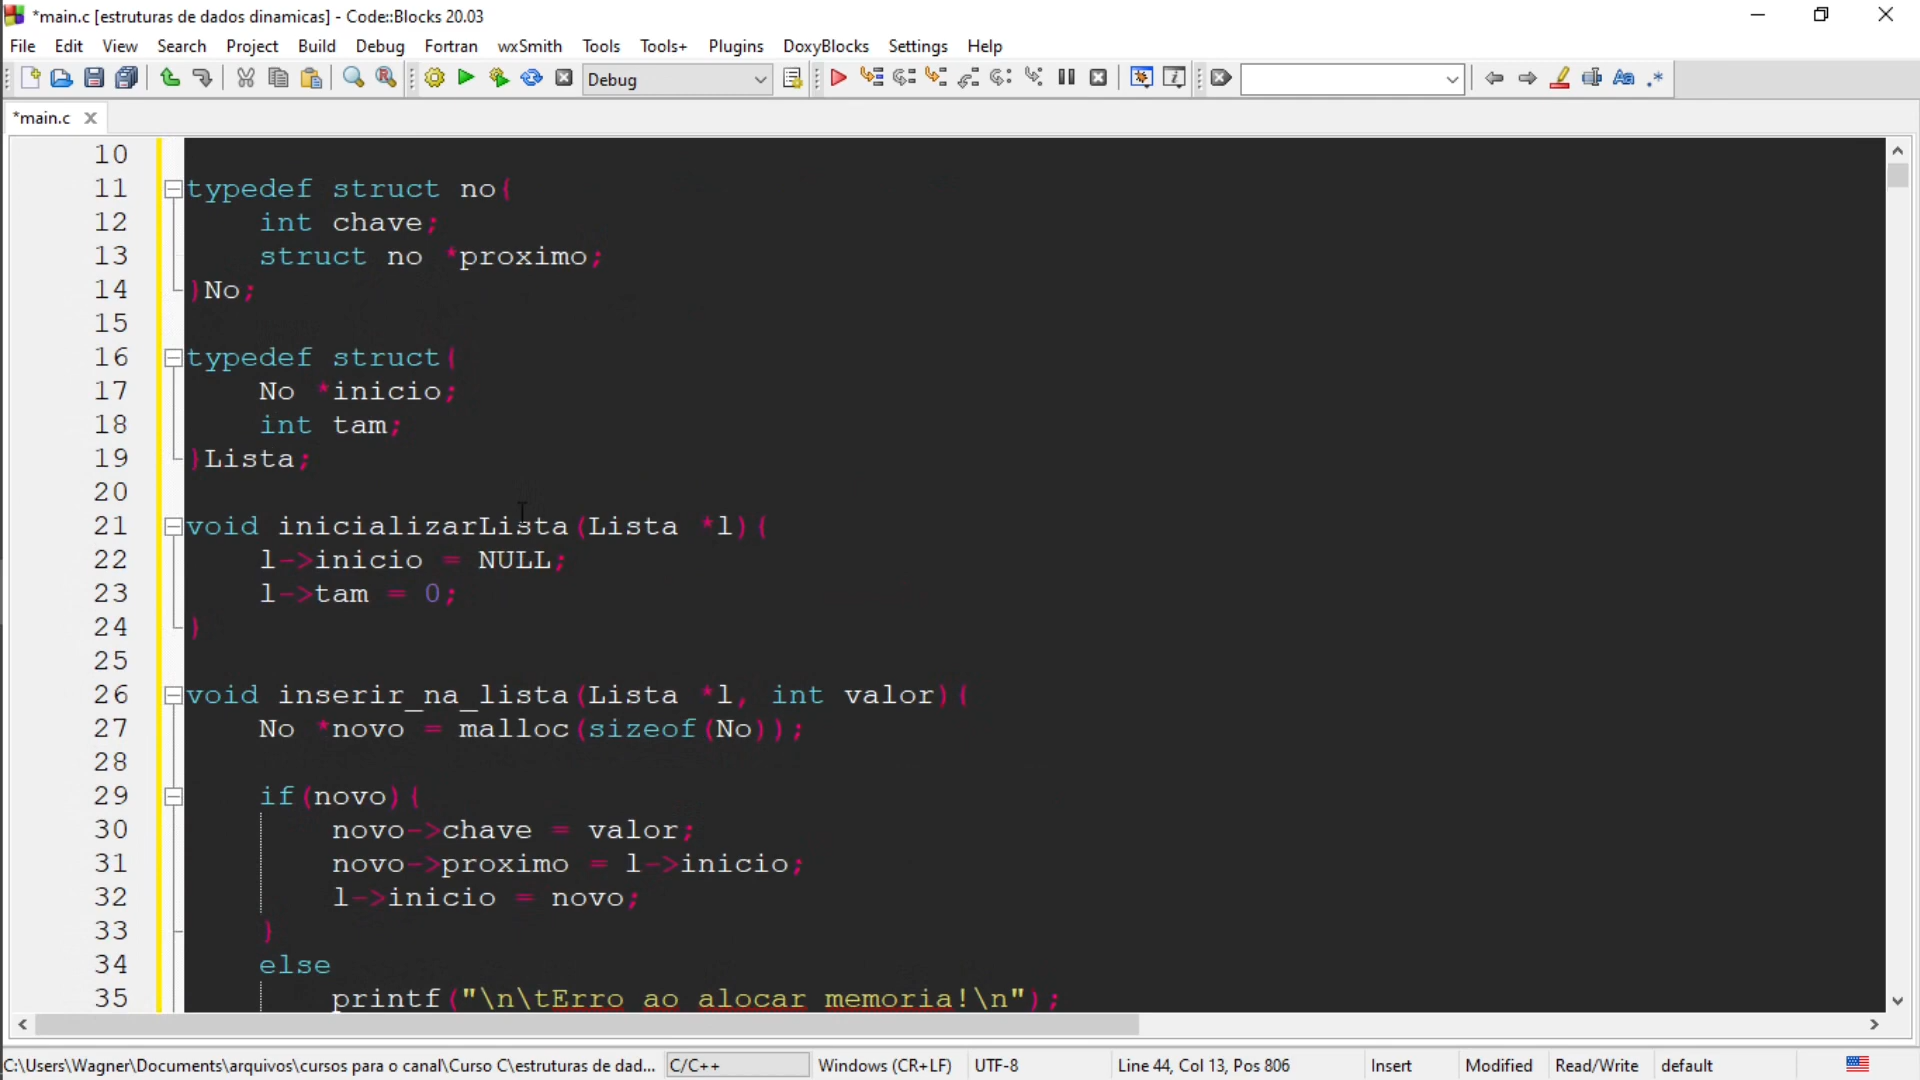 *main.c [estruturas de dados dinamicas] - Code::Blocks 20.03
File Edit View Search Project Build Debug Fortran wxSmith Tools Tools+ Plugins DoxyBlocks Settings Help
Debug
*main.c
10
11 typedef struct no{
12 int chave;
13 struct no *proximo;
14 }No;
15
16 typedef struct{
17 No *inicio;
18 int tam;
19 }Lista;
20
21 void inicializarLista(Lista *l){
22 l->inicio = NULL;
23 l->tam = 0;
24 }
25
26 void inserir_na_lista(Lista *l, int valor){
27 No *novo = malloc(sizeof(No));
28
29 if(novo){
30 novo->chave = valor;
31 novo->proximo = l->inicio;
32 l->inicio = novo;
33 }
34 else
35 printf("\n\tErro ao alocar memoria!\n");
C:\Users\Wagner\Documents\arquivos\cursos para o canal\Curso C\estruturas de dad... C/C++ Windows (CR+LF) UTF-8 Line 44, Col 13, Pos 806 Insert Modified Read/Write default